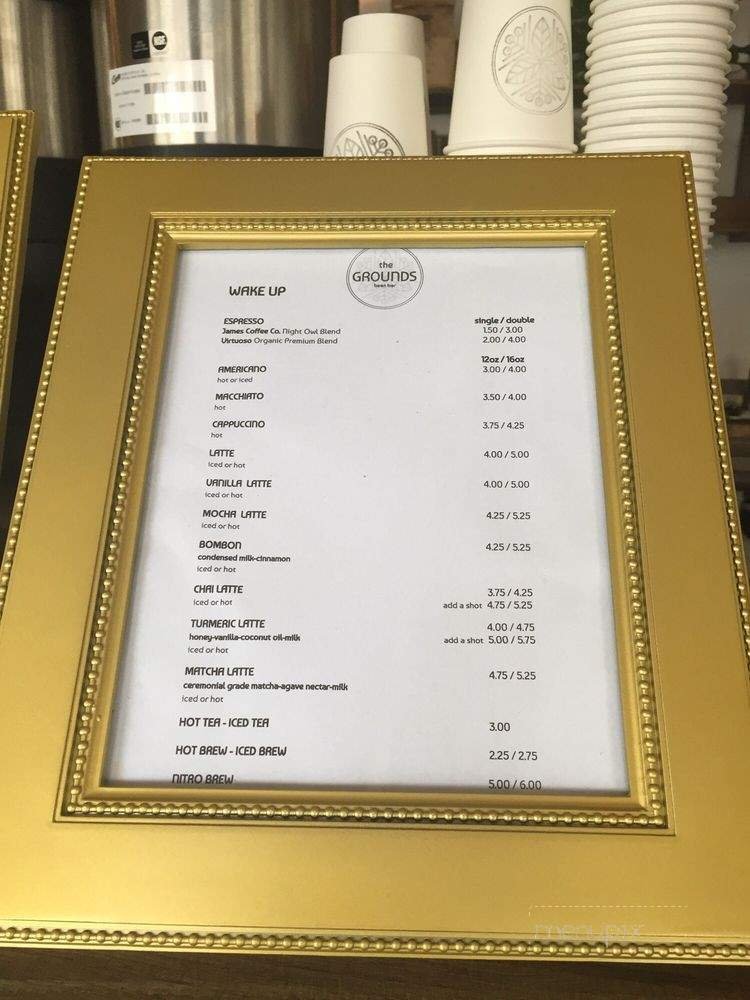 the
GROUNDS
bean bar
WAKE UP
ESPRESSO single / double
James Coffee Co. Night Owl Blend 1.50 / 3.00
Virtuoso Organic Premium Blend 2.00 / 4.00
12oz / 16oz
AMERICANO 3.00 / 4.00
hot or iced
MACCHIATO 3.50 / 4.00
hot
CAPPUCCINO 3.75 / 4.25
hot
LATTE 4.00 / 5.00
iced or hot
VANILLA LATTE 4.00 / 5.00
iced or hot
MOCHA LATTE 4.25 / 5.25
iced or hot
BOMBON 4.25 / 5.25
condensed milk-cinnamon
iced or hot
CHAI LATTE 3.75 / 4.25
iced or hot add a shot 4.75 / 5.25
TURMERIC LATTE 4.00 / 4.75
honey-vanilla-coconut oil-milk add a shot 5.00 / 5.75
iced or hot
MATCHA LATTE 4.75 / 5.25
ceremonial grade matcha-agave nectar-milk
iced or hot
HOT TEA - ICED TEA 3.00
HOT BREW - ICED BREW 2.25 / 2.75
NITRO BREW 5.00 / 6.00
menupix